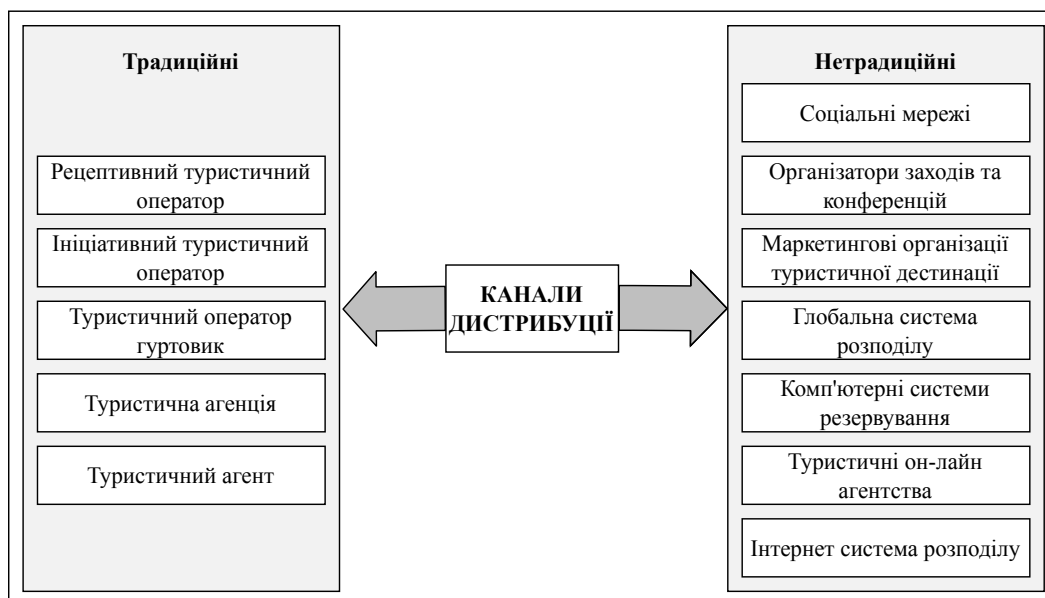 Традиційні
Рецептивний туристичний
оператор
Ініціативний туристичний
оператор
Туристичний оператор
гуртовик
Туристична агенція
Туристичний агент
КАНАЛИ
ДИСТРИБУЦІЇ
Нетрадиційні
Соціальні мережі
Організатори заходів та
конференцій
Маркетингові організації
туристичної дестинації
Глобальна система
розподілу
Комп'ютерні системи
резервування
Туристичні он-лайн
агентства
Інтернет система розподілу